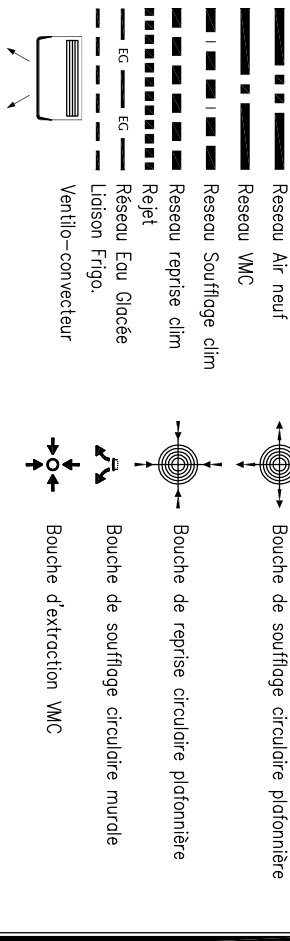 Reseau Air neuf
Reseau VMC
Reseau Soufflage clim
Reseau reprise clim
Rejet
EG EG
Réseau Eau Glacée
Liaison Frigo.
Ventilo-convecteur
Bouche de soufflage circulaire plafonnière
Bouche de reprise circulaire plafonnière
Bouche de soufflage circulaire murale
Bouche d'extraction VMC